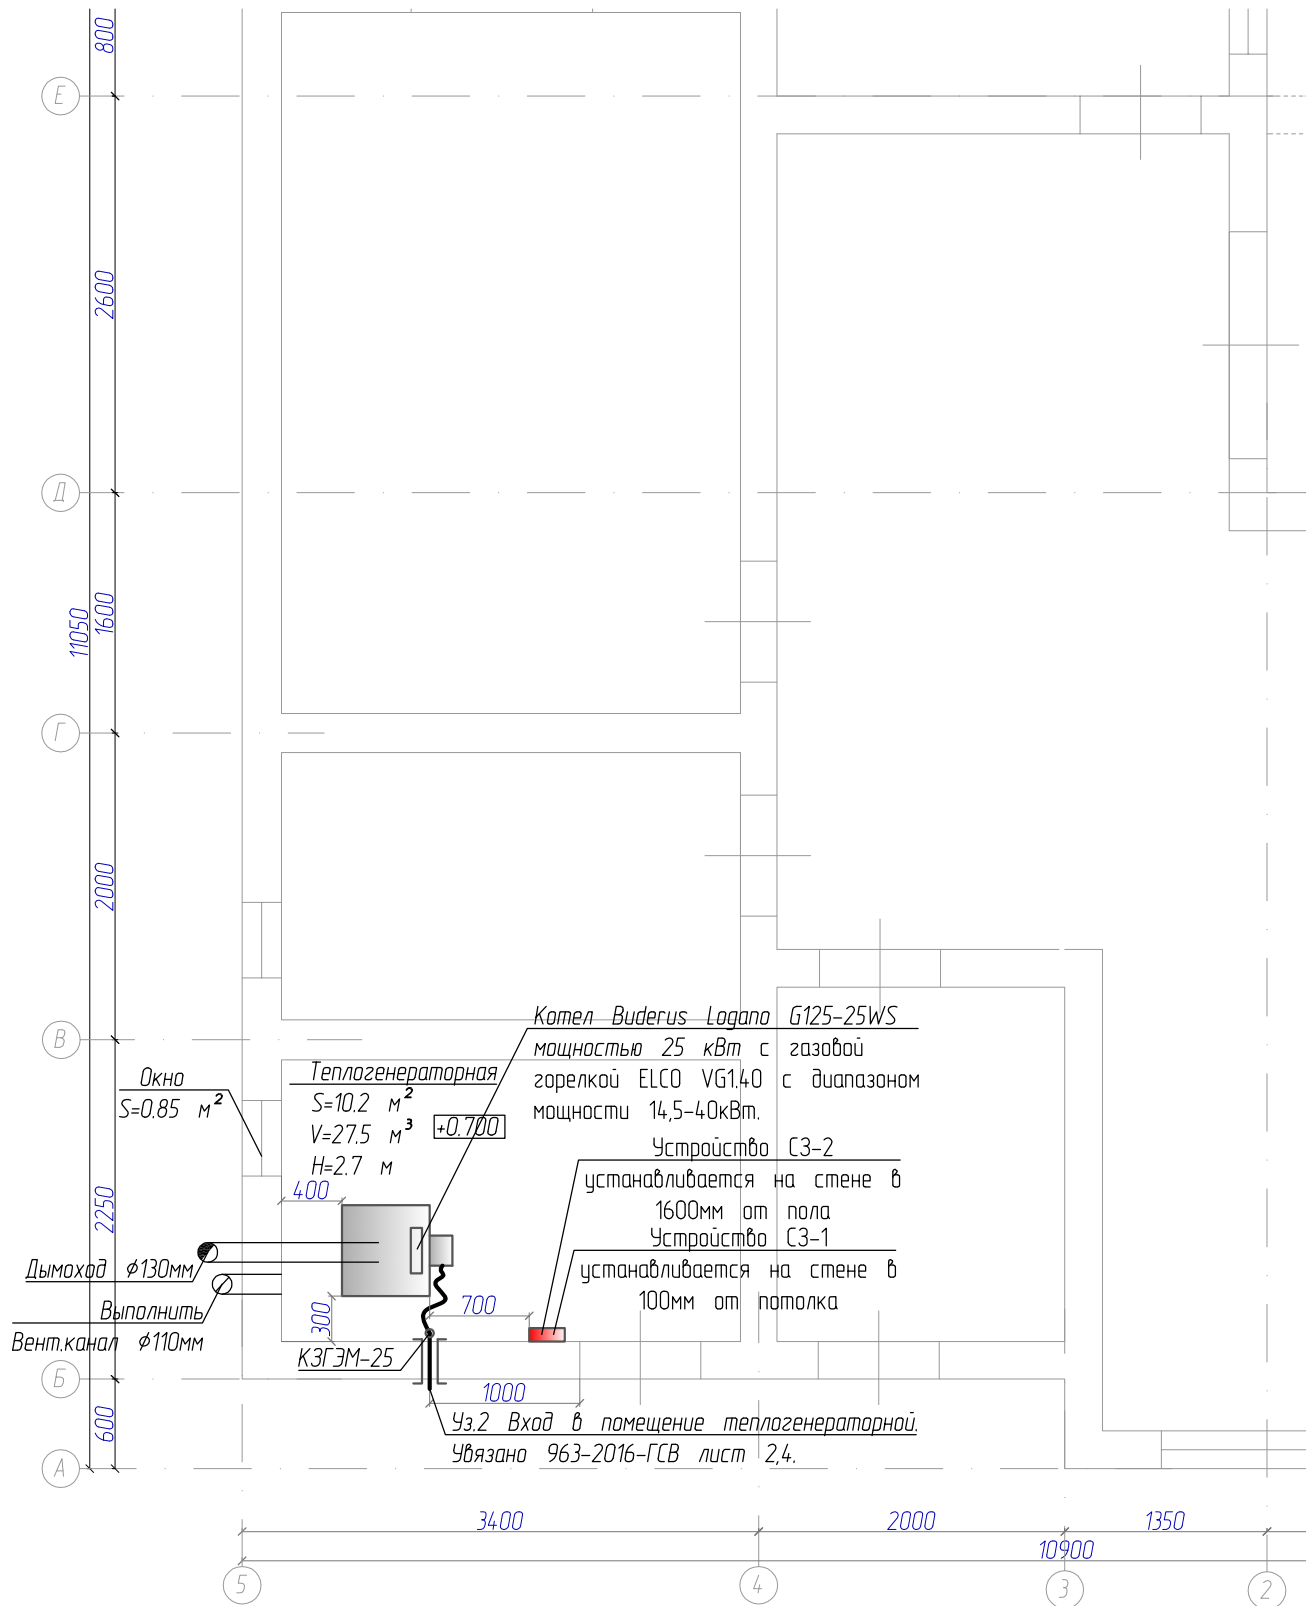 800
Е
2600
Д
11050
1600
Г
2000
В
Котел Buderus Logano G125-25WS
мощностью 25 кВт с газовой
горелкой ELCO VG1.40 с диапазоном
мощности 14,5-40кВт.
Окно
S=0.85 м²
Теплогенераторная
S=10.2 м²
V=27.5 м³
H=2.7 м
+0.700
Устройство СЗ-2
устанавливается на стене в
1600мм от пола
Устройство СЗ-1
устанавливается на стене в
100мм от потолка
400
2250
Дымоход ϕ130мм
Выполнить
Вент.канал ϕ110мм
300
700
КЗГЭМ-25
Б
1000
600
Уз.2 Вход в помещение теплогенераторной.
Увязано 963-2016-ГСВ лист 2,4.
А
3400
2000
1350
10900
5
4
3
2